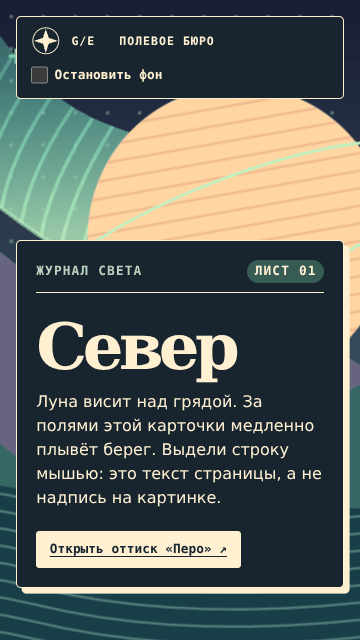 G/E ПОЛЕВОЕ БЮРО
Остановить фон
ЖУРНАЛ СВЕТА
ЛИСТ 01
Север
Луна висит над грядой. За
полями этой карточки медленно
плывёт берег. Выдели строку
мышью: это текст страницы, а не
надпись на картинке.
Открыть оттиск «Перо» ↗